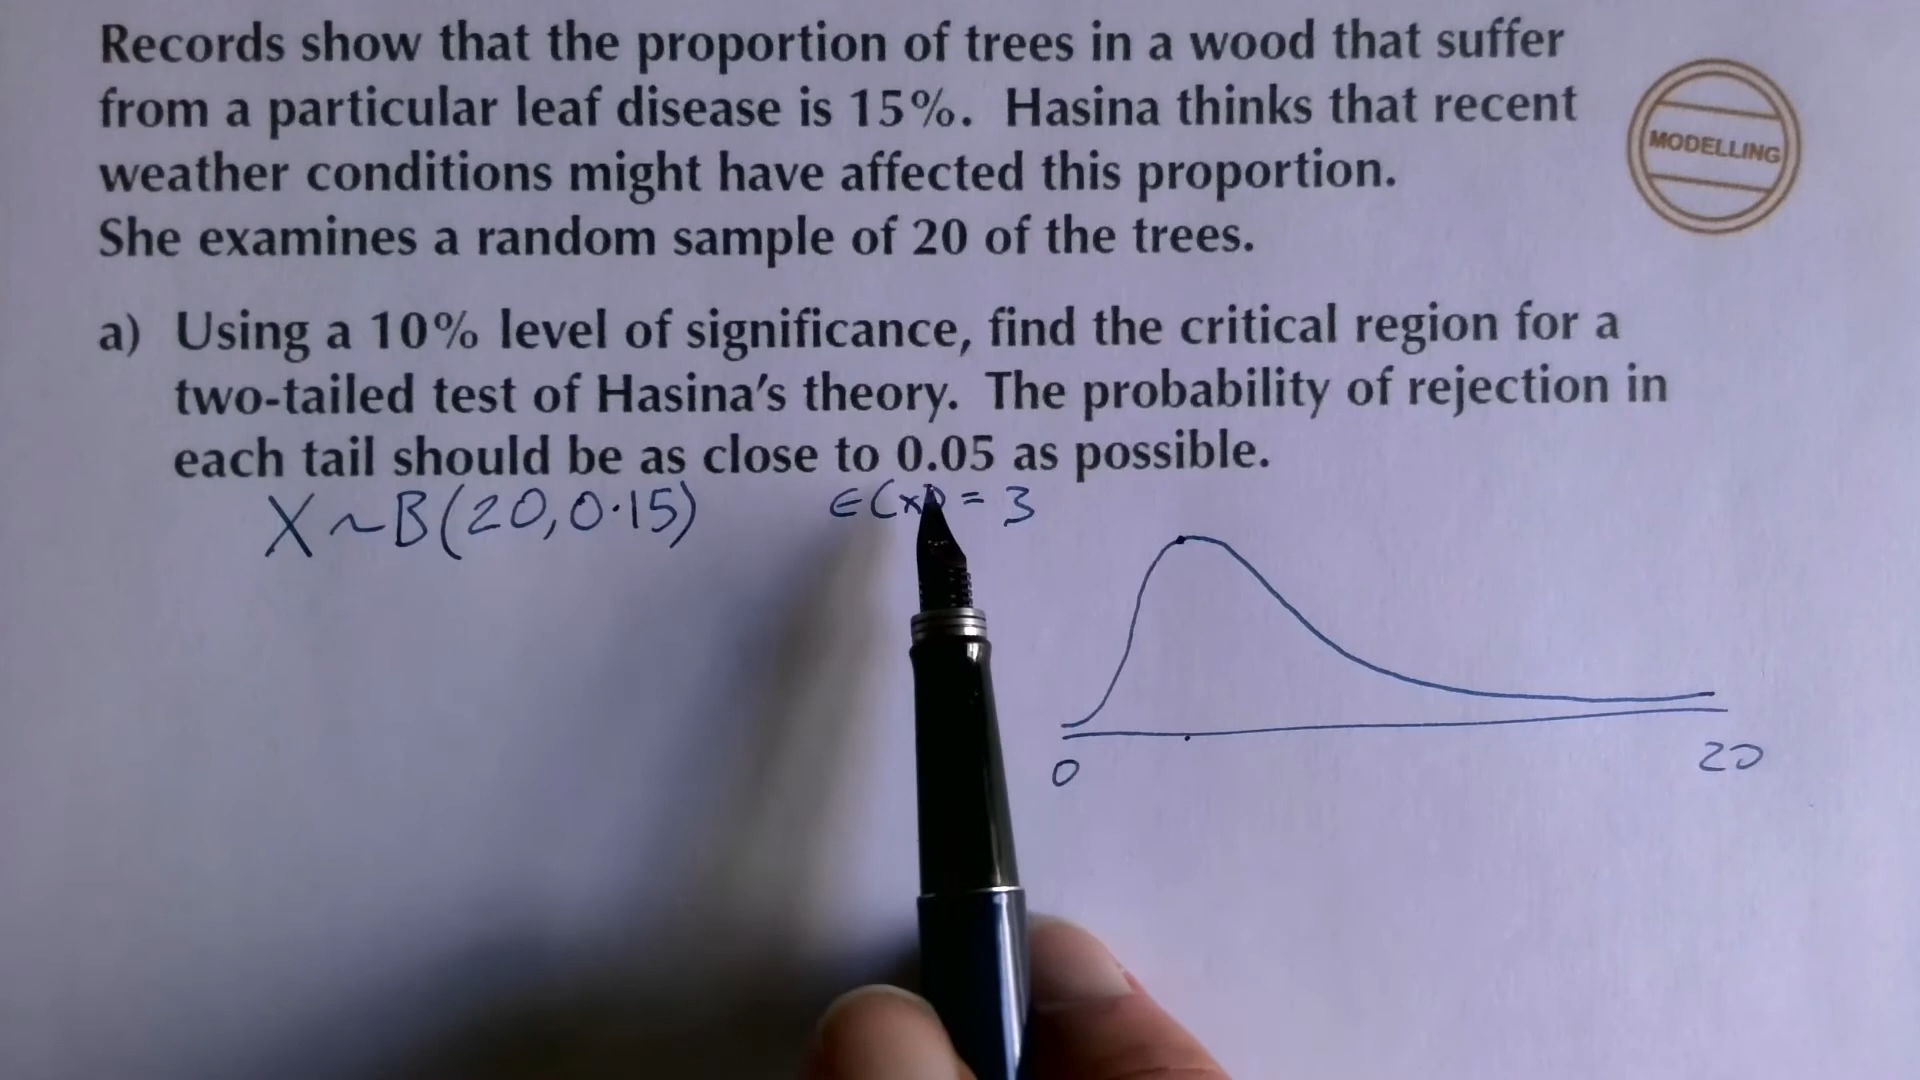 Records show that the proportion of trees in a wood that suffer
from a particular leaf disease is 15%. Hasina thinks that recent
weather conditions might have affected this proportion.
She examines a random sample of 20 of the trees.
MODELLING
a) Using a 10% level of significance, find the critical region for a
two-tailed test of Hasina's theory. The probability of rejection in
each tail should be as close to 0.05 as possible.
X ~ B(20, 0·15) E(x) = 3
0 20